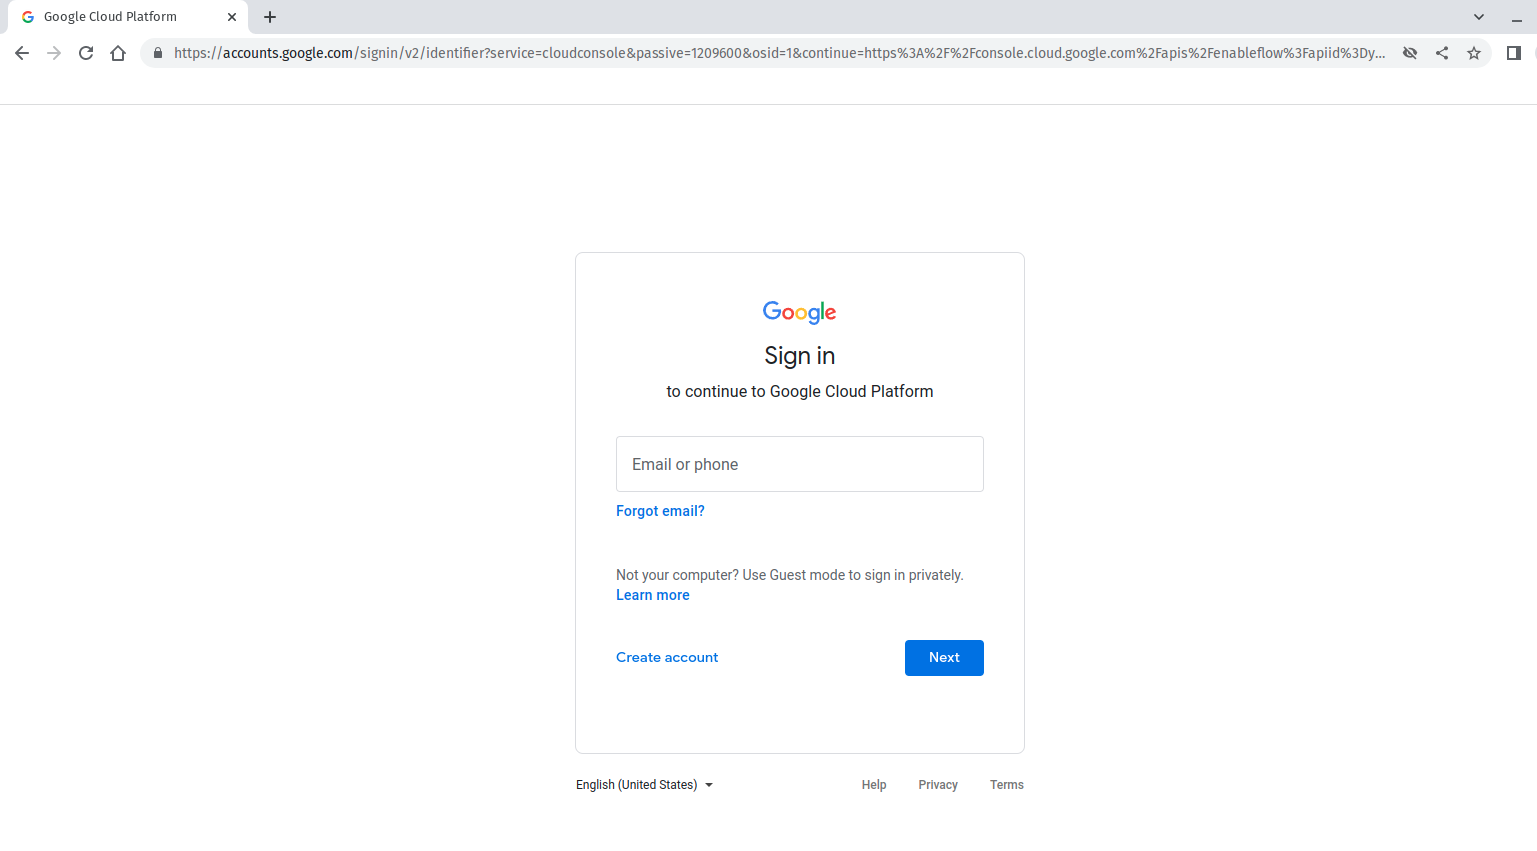 Google Cloud Platform
https://accounts.google.com/signin/v2/identifier?service=cloudconsole&passive=1209600&osid=1&continue=https%3A%2F%2Fconsole.cloud.google.com%2Fapis%2Fenableflow%3Fapiid%3Dy...
Google
Sign in
to continue to Google Cloud Platform
Email or phone
Forgot email?
Not your computer? Use Guest mode to sign in privately.
Learn more
Create account
Next
English (United States)
Help
Privacy
Terms